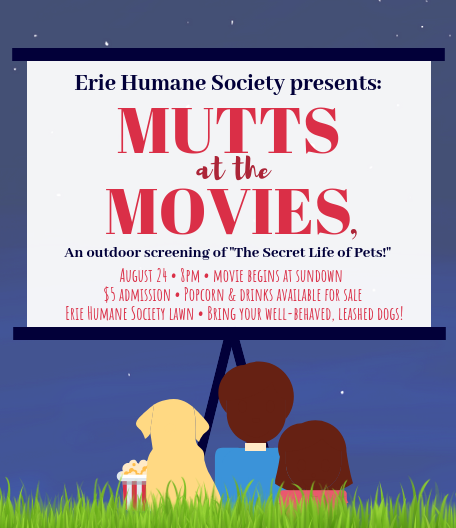 Erie Humane Society presents:
MUTTS
at the
MOVIES,
An outdoor screening of "The Secret Life of Pets!"
August 24 • 8pm • movie begins at sundown
$5 admission • Popcorn & drinks available for sale
Erie Humane Society lawn • Bring your well-behaved, leashed dogs!